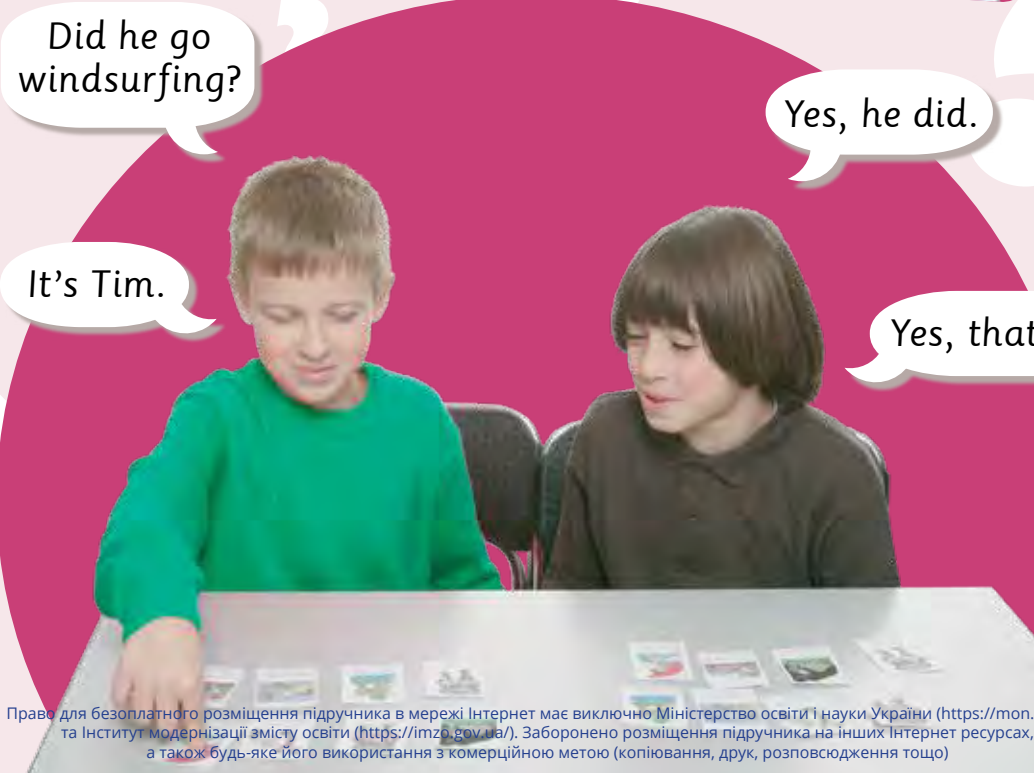 Did he go
windsurfing?
Yes, he did.
It's Tim.
Yes, that
Право для безоплатного розміщення підручника в мережі Інтернет має виключно Міністерство освіти і науки України (https://mon.
та Інститут модернізації змісту освіти (https://imzo.gov.ua/). Заборонено розміщення підручника на інших Інтернет ресурсах,
а також будь-яке його використання з комерційною метою (копіювання, друк, розповсюдження тощо)